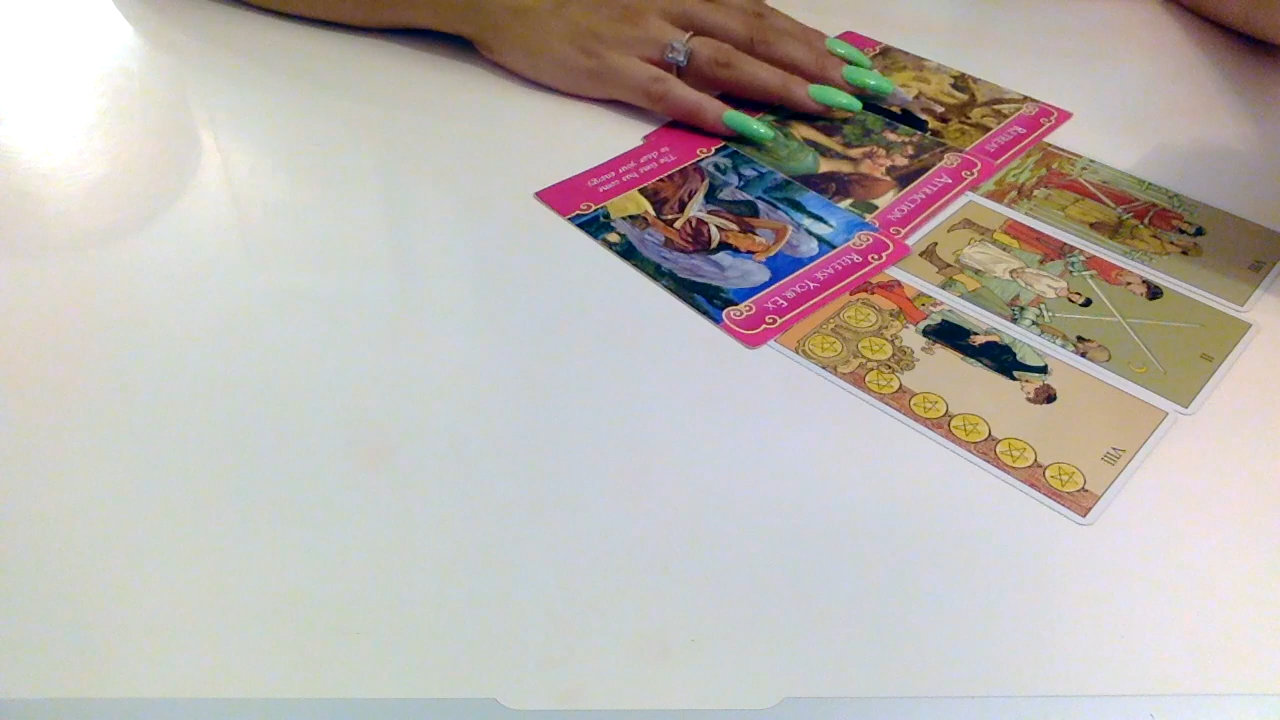 RETREAT
ATTRACTION
RELEASE YOUR EX
The time has come
to clear your energy.
II
VIII